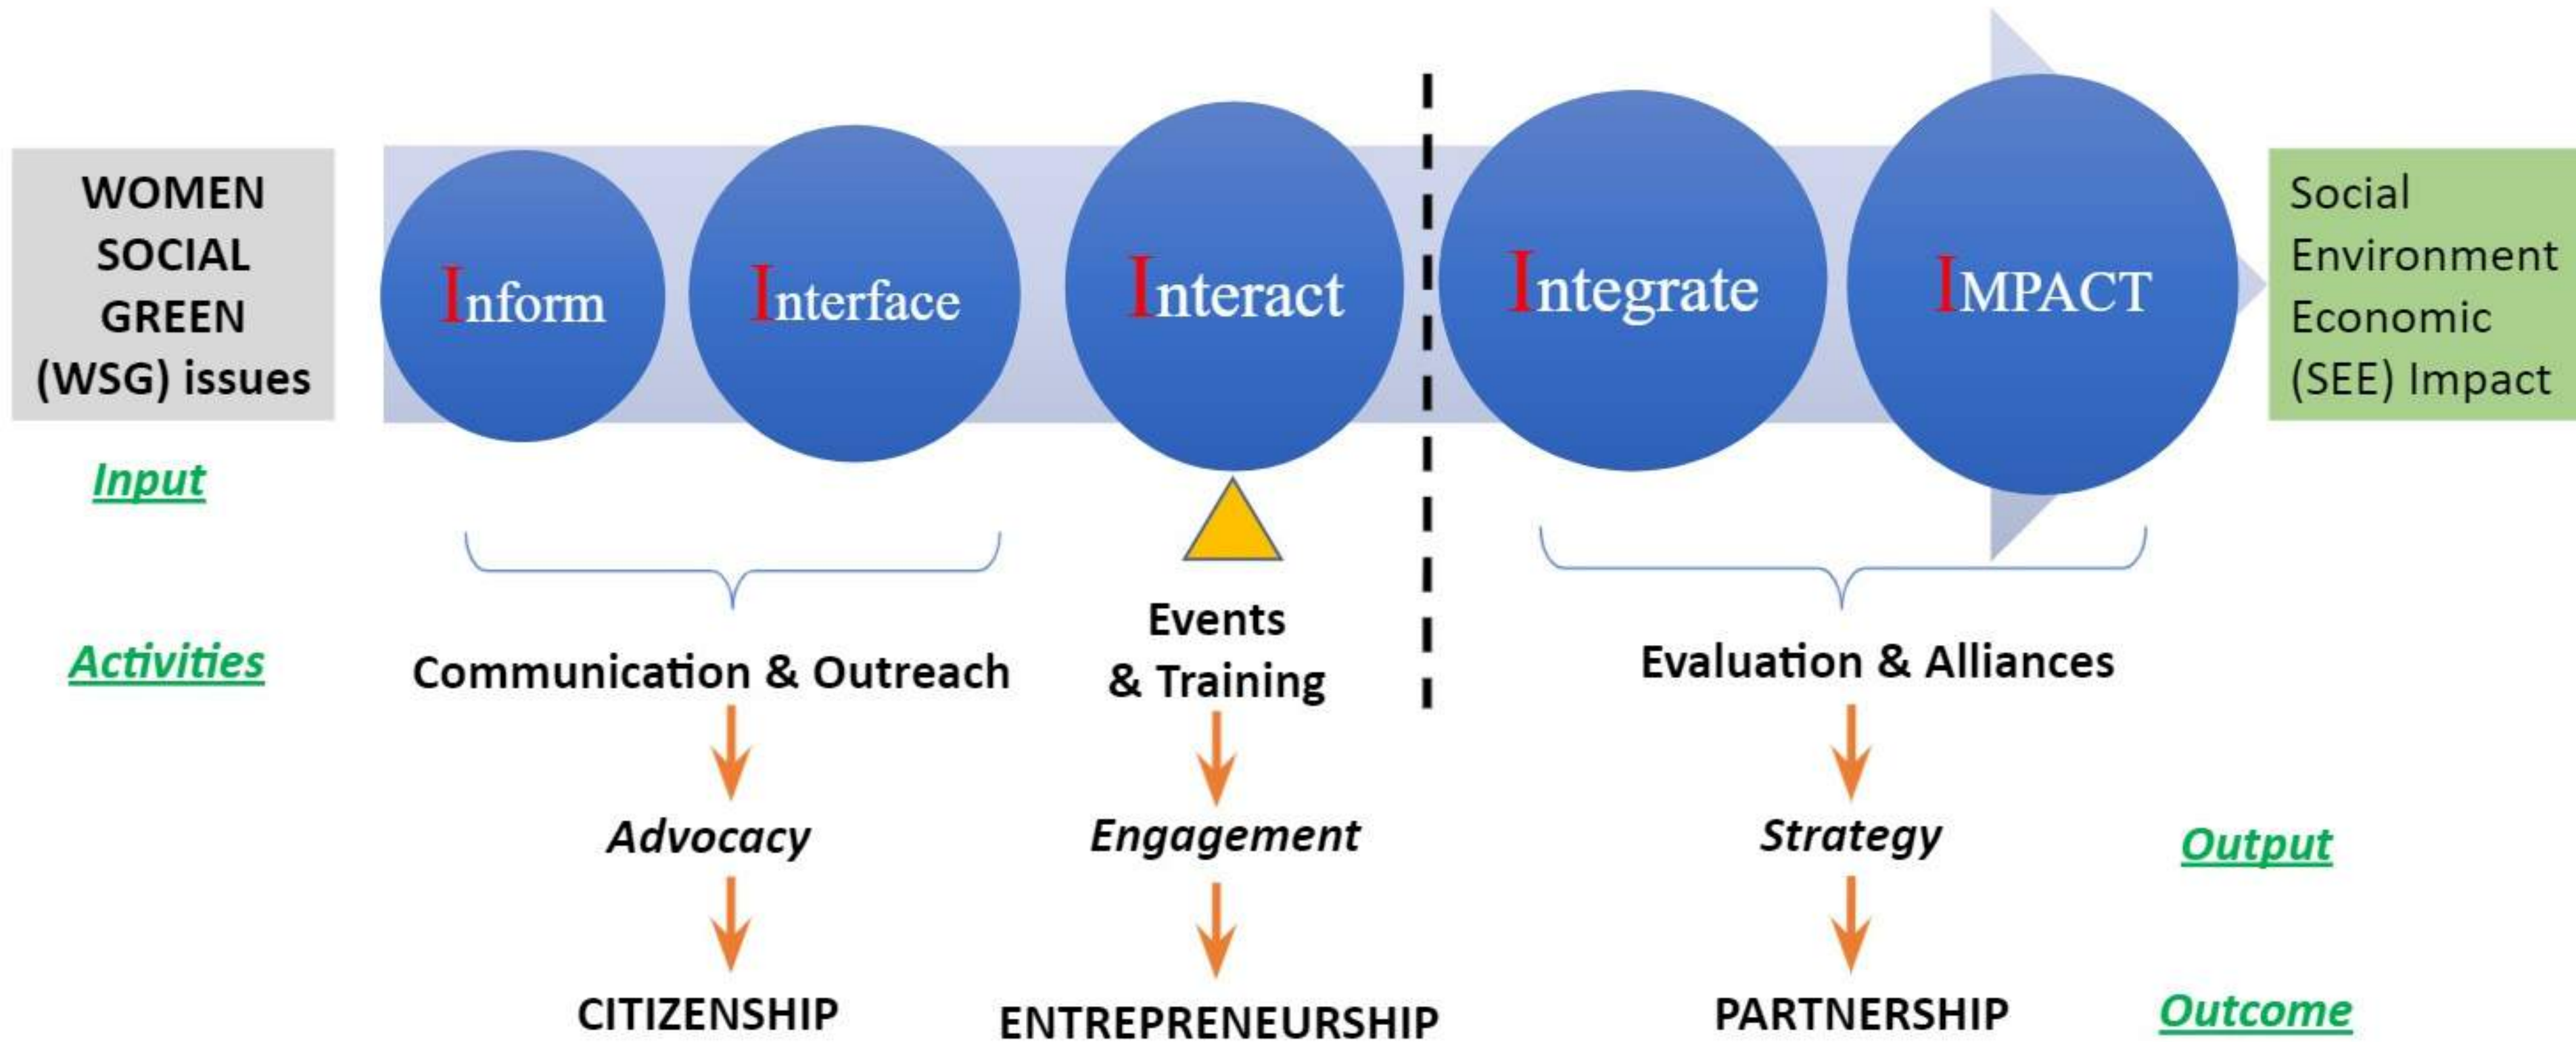 WOMEN
SOCIAL
GREEN
(WSG) issues
Inform
Interface
Interact
Integrate
IMPACT
Social
Environment
Economic
(SEE) Impact
Input
Activities
Communication & Outreach
Events
& Training
Evaluation & Alliances
Advocacy
Engagement
Strategy
Output
CITIZENSHIP
ENTREPRENEURSHIP
PARTNERSHIP
Outcome